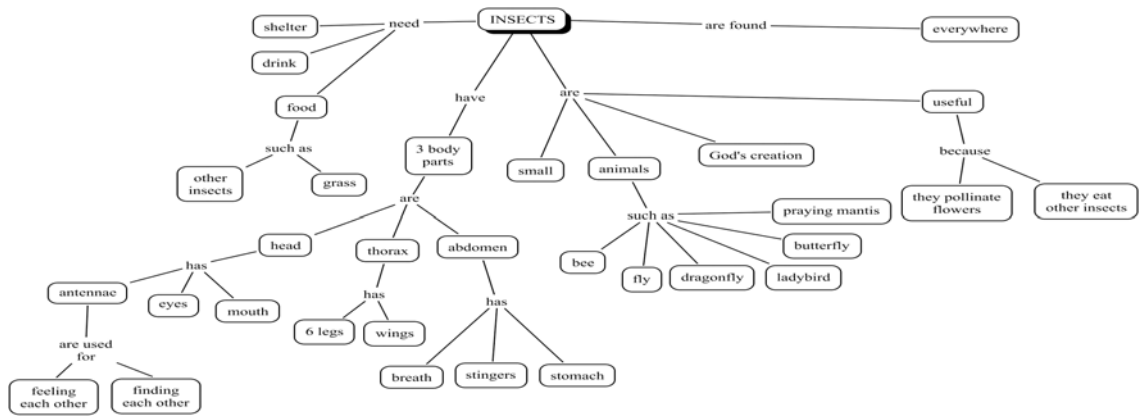 INSECTS
shelter
need
are found
everywhere
drink
food
have
are
useful
such as
3 body
parts
small
animals
God's creation
because
other
insects
grass
are
they pollinate
flowers
they eat
other insects
such as
praying mantis
head
thorax
abdomen
butterfly
bee
fly
dragonfly
ladybird
has
antennae
eyes
mouth
has
has
6 legs
wings
are used
for
breath
stingers
stomach
feeling
each other
finding
each other